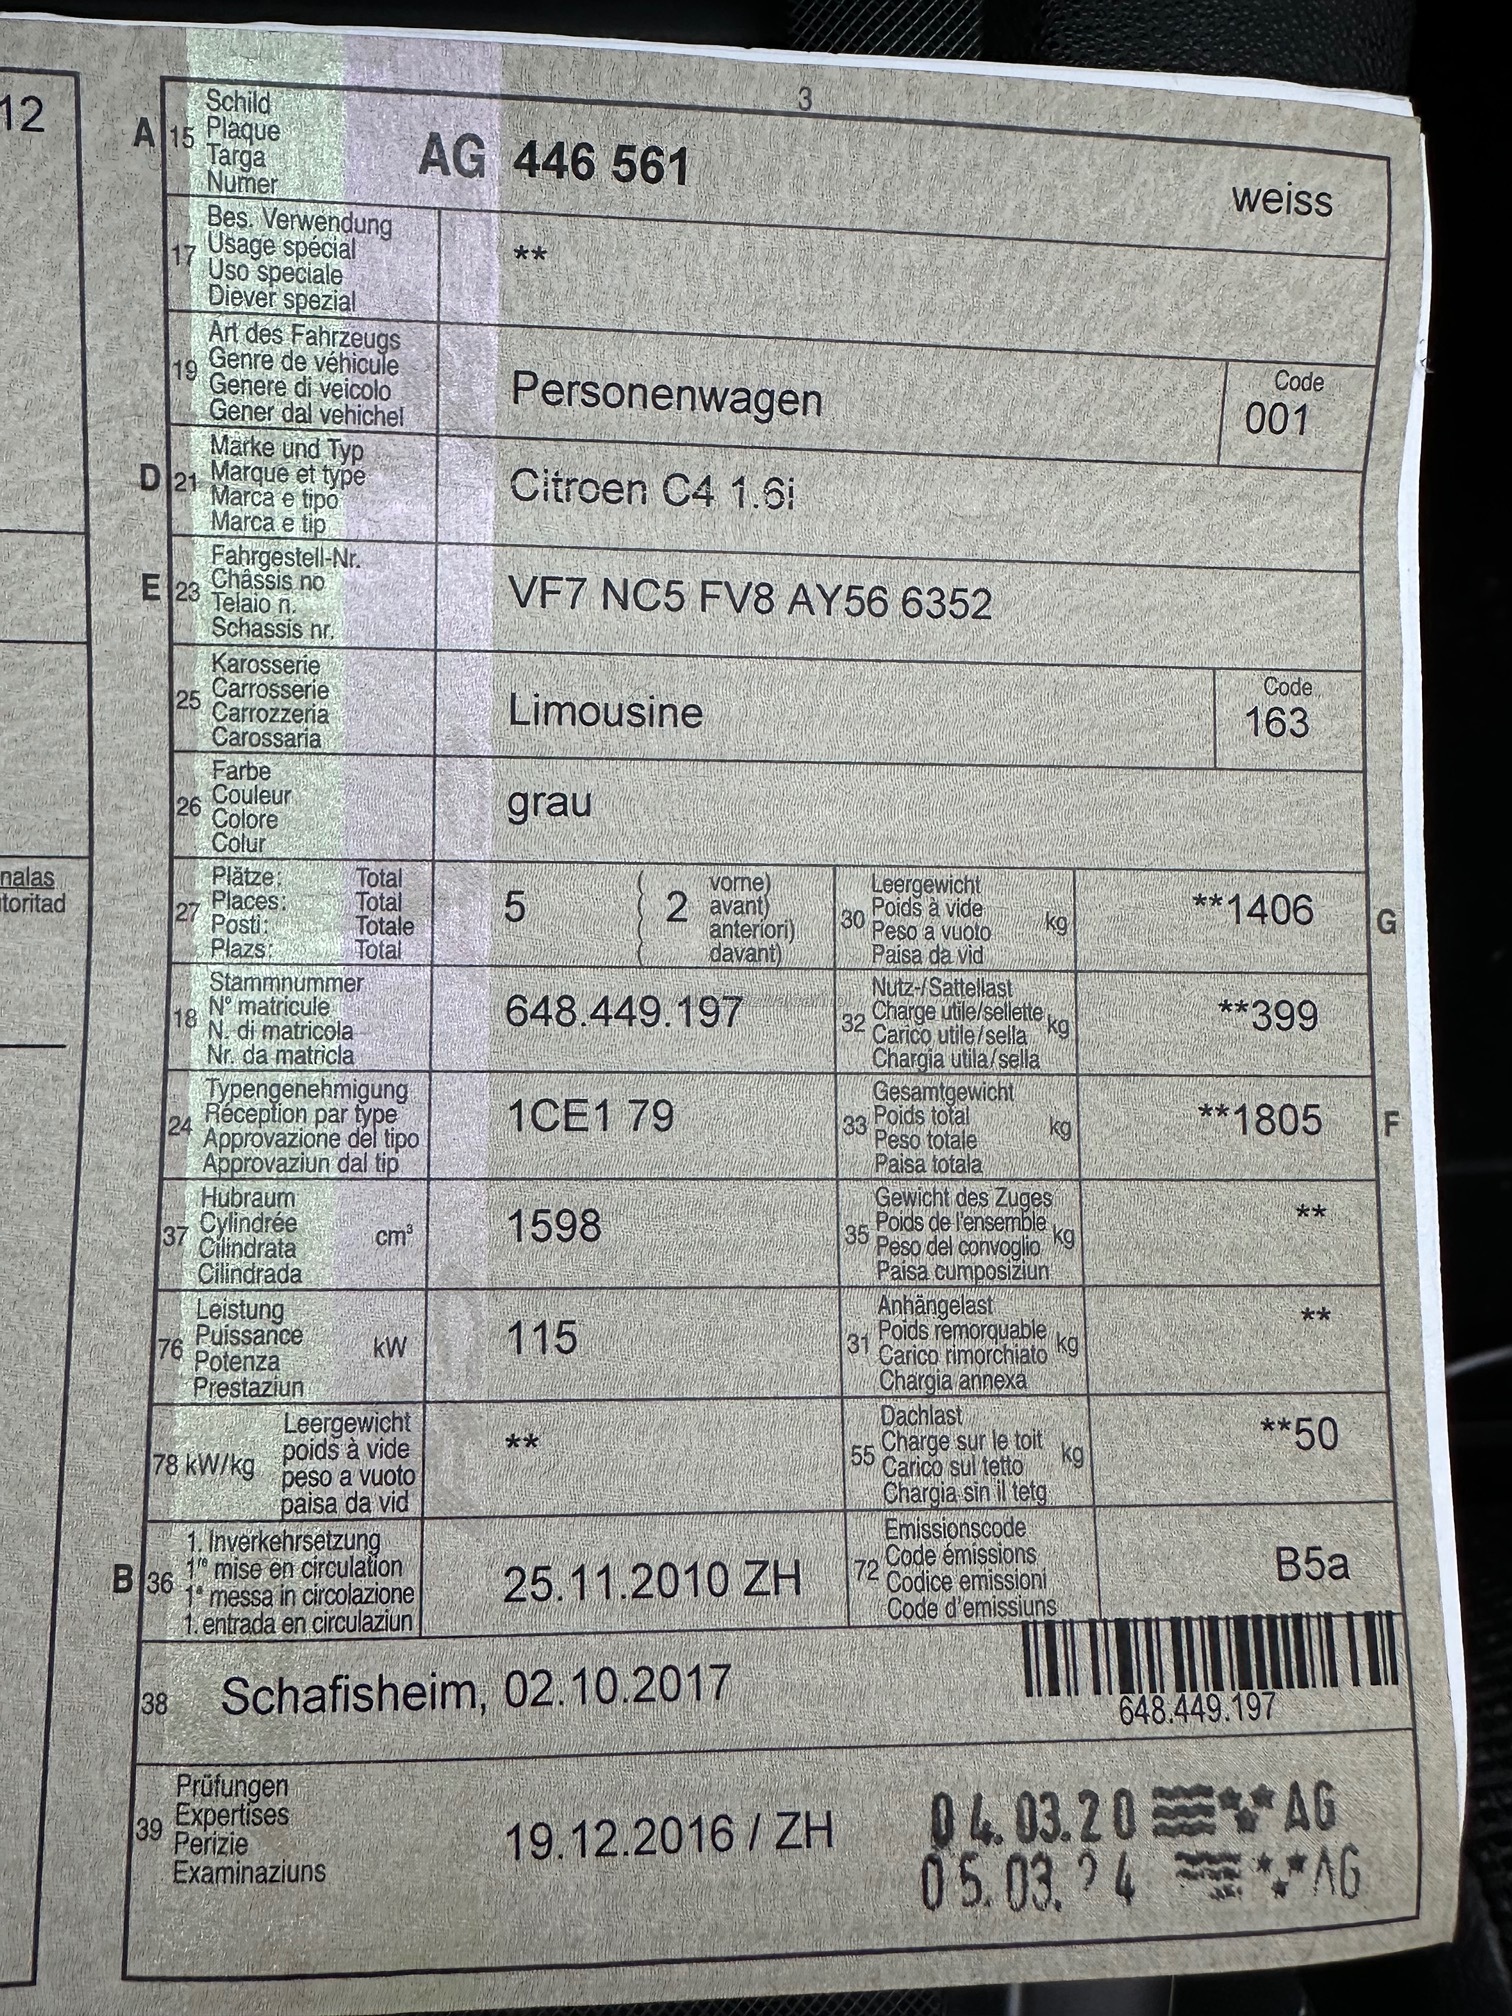 12
nalas
toritad
3
A 15 Schild
Plaque
Targa
Numer
AG 446 561
weiss
17 Bes. Verwendung
Usage spécial
Uso speciale
Diever spezial
**
19 Art des Fahrzeugs
Genre de véhicule
Genere di veicolo
Gener dal vehichel
Personenwagen
Code
001
D 21 Marke und Typ
Marque et type
Marca e tipo
Marca e tip
Citroen C4 1.6i
E 23 Fahrgestell-Nr.
Châssis no
Telaio n.
Schassis nr.
VF7 NC5 FV8 AY56 6352
25 Karosserie
Carrosserie
Carrozzeria
Carossaria
Limousine
Code
163
26 Farbe
Couleur
Colore
Colur
grau
27 Plätze: Total
Places: Total
Posti: Totale
Plazs: Total
5 ( 2 vorne)
avant)
anteriori)
davant)
30 Leergewicht
Poids à vide
Peso a vuoto
Paisa da vid
kg
**1406
G
18 Stammnummer
N° matricule
N. di matricola
Nr. da matricla
648.449.197
32 Nutz-/Sattellast
Charge utile/sellette
Carico utile/sella
Chargia utila/sella
kg
**399
24 Typengenehmigung
Réception par type
Approvazione del tipo
Approvaziun dal tip
1CE1 79
33 Gesamtgewicht
Poids total
Peso totale
Paisa totala
kg
**1805
F
37 Hubraum
Cylindrée
Cilindrata
Cilindrada
cm³
1598
35 Gewicht des Zuges
Poids de l'ensemble
Peso del convoglio
Paisa cumposiziun
kg
**
76 Leistung
Puissance
Potenza
Prestaziun
kW
115
31 Anhängelast
Poids remorquable
Carico rimorchiato
Chargia annexa
kg
**
78 kW/kg
Leergewicht
poids à vide
peso a vuoto
paisa da vid
**
55 Dachlast
Charge sur le toit
Carico sul tetto
Chargia sin il tetg
kg
**50
B 36 1. Inverkehrsetzung
1re mise en circulation
1a messa in circolazione
1. entrada en circulaziun
25.11.2010 ZH
72 Emissionscode
Code émissions
Codice emissioni
Code d'emissiuns
B5a
38 Schafisheim, 02.10.2017
648.449.197
39 Prüfungen
Expertises
Perizie
Examinaziuns
19.12.2016 / ZH
04.03.20 AG
05.03. 4 AG